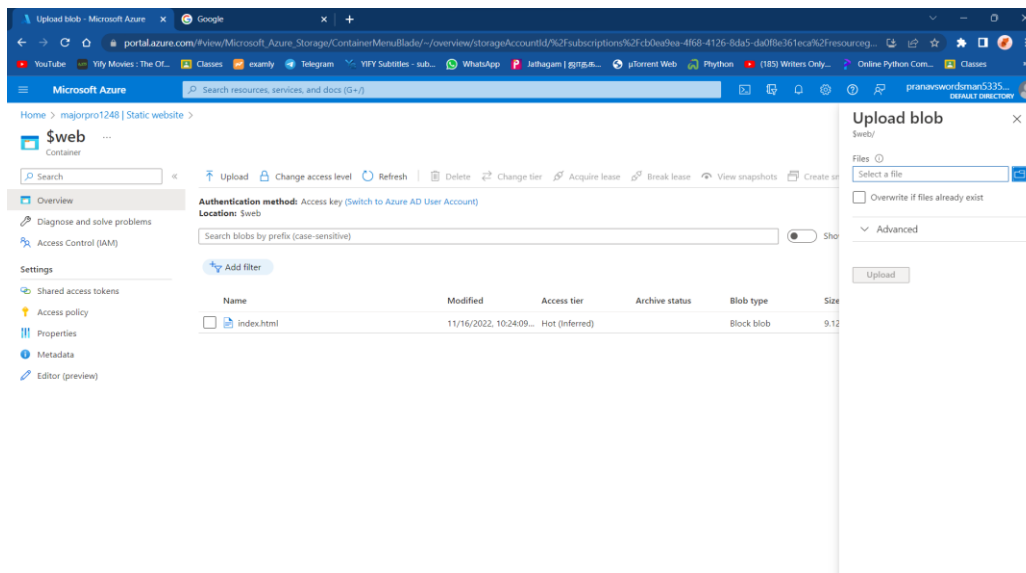 Upload blob - Microsoft Azure
Google
portal.azure.com/#view/Microsoft_Azure_Storage/ContainerMenuBlade/~/overview/storageAccountId/%2Fsubscriptions%2Fcb0ea9ea-4f68-4126-8da5-da0f8e361eca%2Fresourceg...
YouTube Yify Movies : The Of... Classes examly Telegram YIFY Subtitles - sub... WhatsApp Jathagam | ஜாதக... µTorrent Web Phython (185) Writers Only... Online Python Com... Classes
Microsoft Azure
Search resources, services, and docs (G+/)
pranavswordsman5335...
DEFAULT DIRECTORY
Home > majorpro1248 | Static website >
$web ...
Container
Search
Overview
Diagnose and solve problems
Access Control (IAM)
Settings
Shared access tokens
Access policy
Properties
Metadata
Editor (preview)
Upload Change access level Refresh Delete Change tier Acquire lease Break lease View snapshots Create sn
Authentication method: Access key (Switch to Azure AD User Account)
Location: $web
Search blobs by prefix (case-sensitive)
Sho
Add filter
Name Modified Access tier Archive status Blob type Size
index.html 11/16/2022, 10:24:09... Hot (Inferred) Block blob 9.12
Upload blob
$web/
Files
Select a file
Overwrite if files already exist
Advanced
Upload